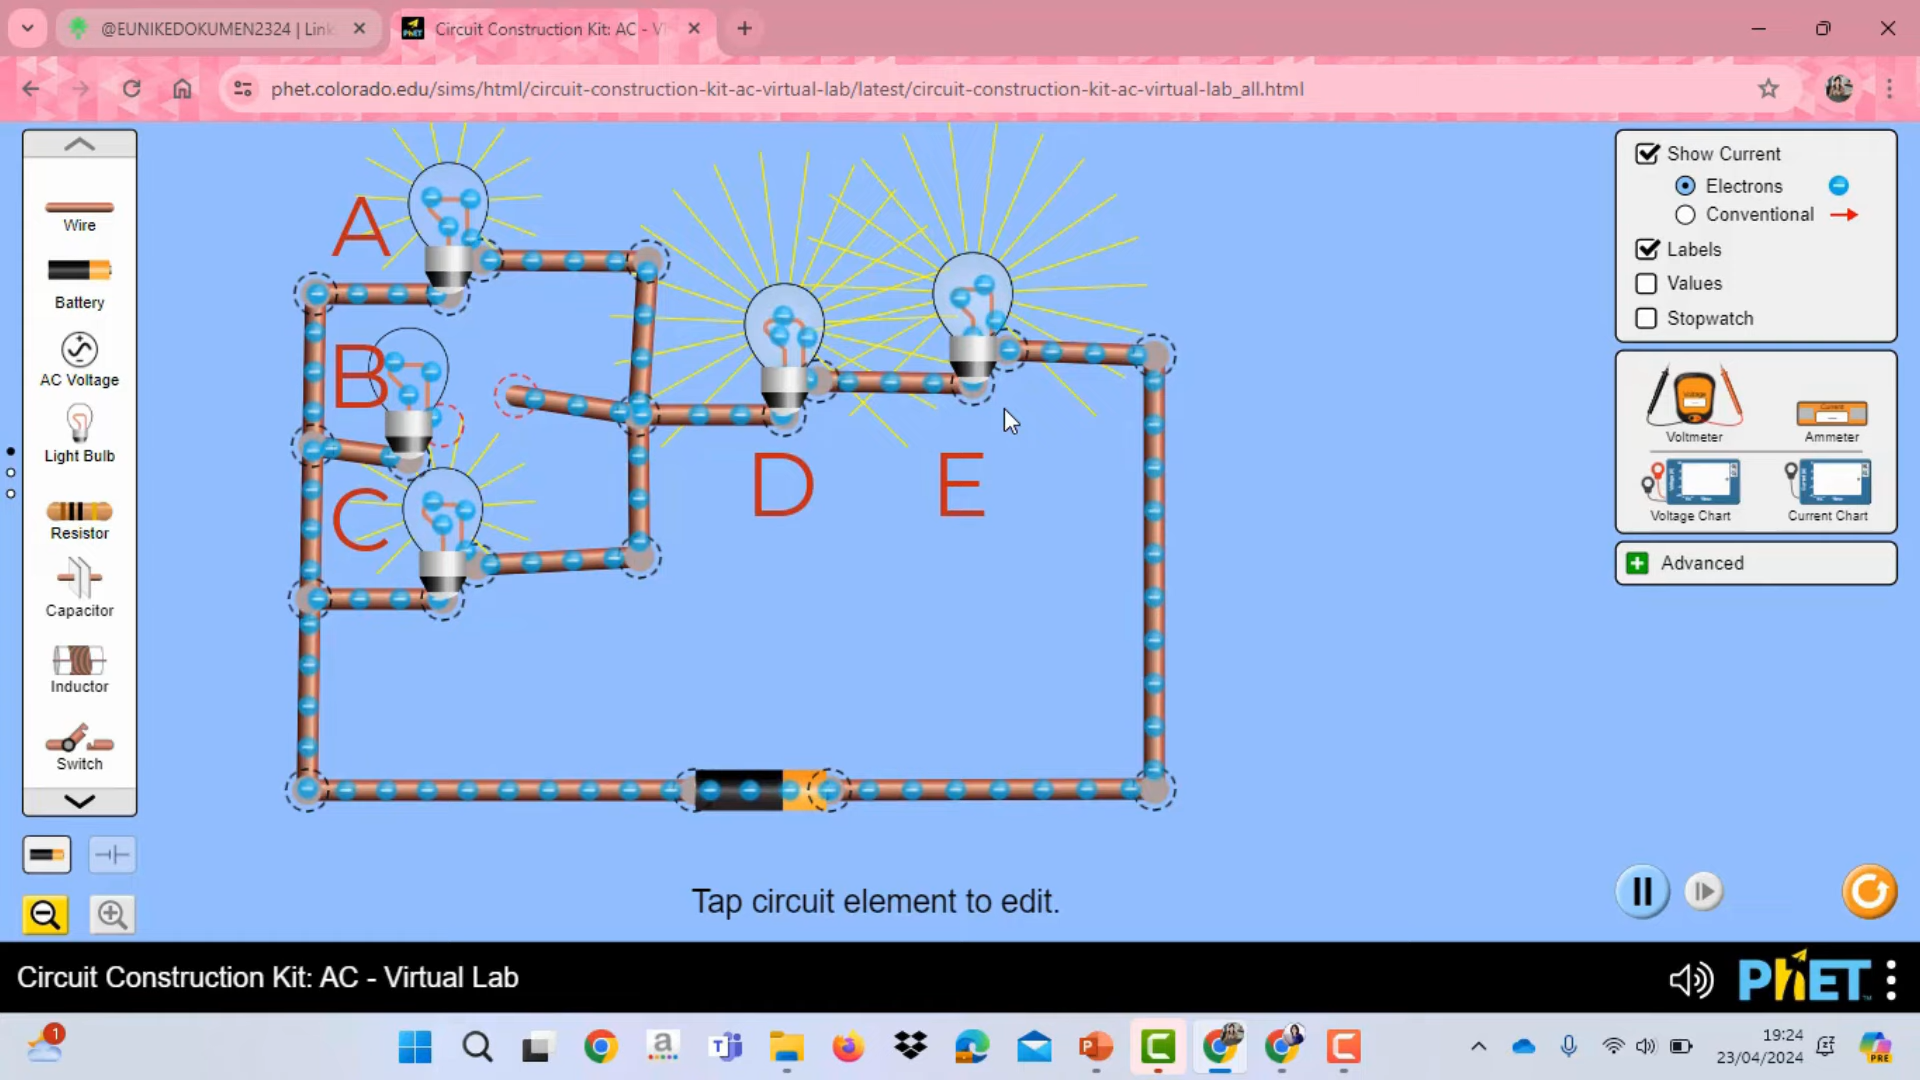 @EUNIKEDOKUMEN2324 | Link
Circuit Construction Kit: AC - Vi
phet.colorado.edu/sims/html/circuit-construction-kit-ac-virtual-lab/latest/circuit-construction-kit-ac-virtual-lab_all.html
Wire
Battery
AC Voltage
Light Bulb
Resistor
Capacitor
Inductor
Switch
A
B
C
D
E
Show Current
Electrons
Conventional
Labels
Values
Stopwatch
Voltmeter
Ammeter
Voltage Chart
Current Chart
Advanced
Tap circuit element to edit.
Circuit Construction Kit: AC - Virtual Lab
PhET
1
19:24
23/04/2024
PRE